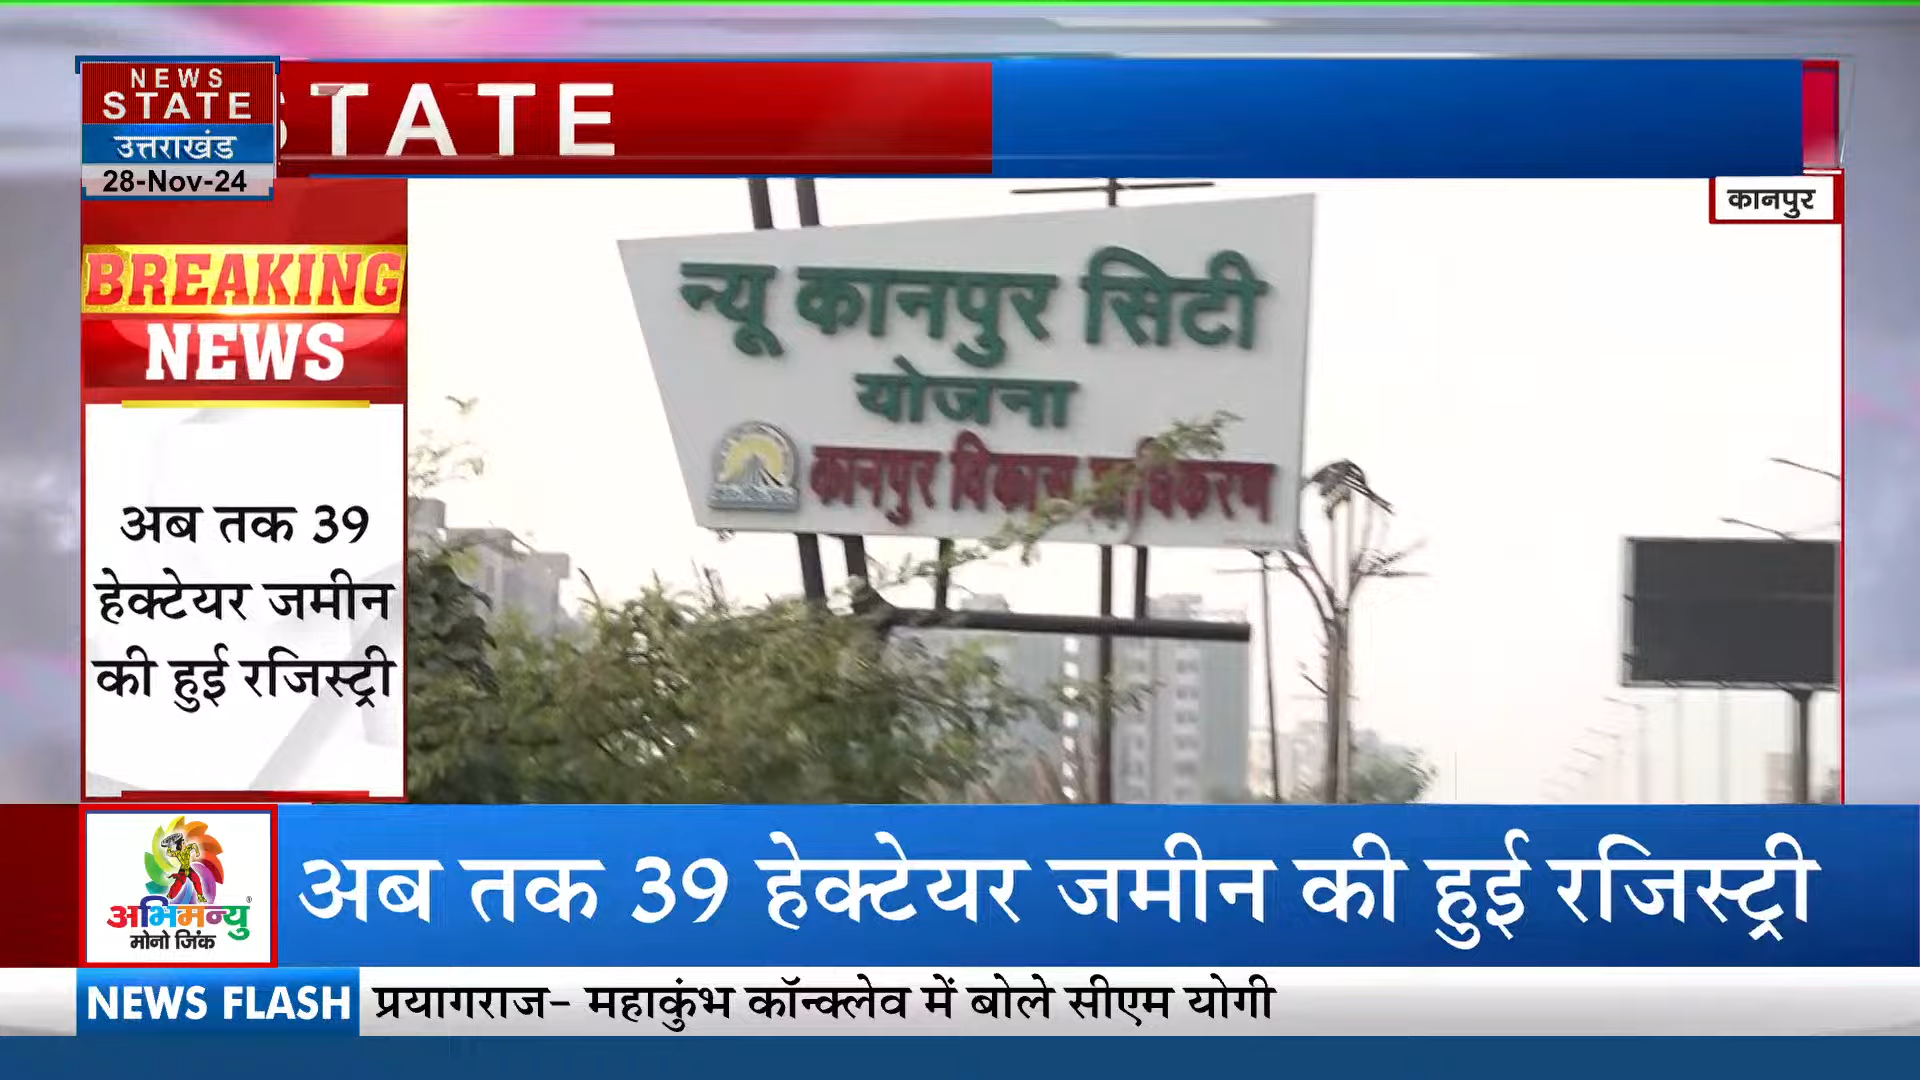 NEWS
STATE
उत्तराखंड
28-Nov-24
STATE
कानपुर
BREAKING
NEWS
अब तक 39
हेक्टेयर जमीन
की हुई रजिस्ट्री
न्यू कानपुर सिटी
योजना
कानपुर विकास प्राधिकरण
अभिमन्यु
मोनो जिंक
अब तक 39 हेक्टेयर जमीन की हुई रजिस्ट्री
NEWS FLASH
प्रयागराज- महाकुंभ कॉन्क्लेव में बोले सीएम योगी